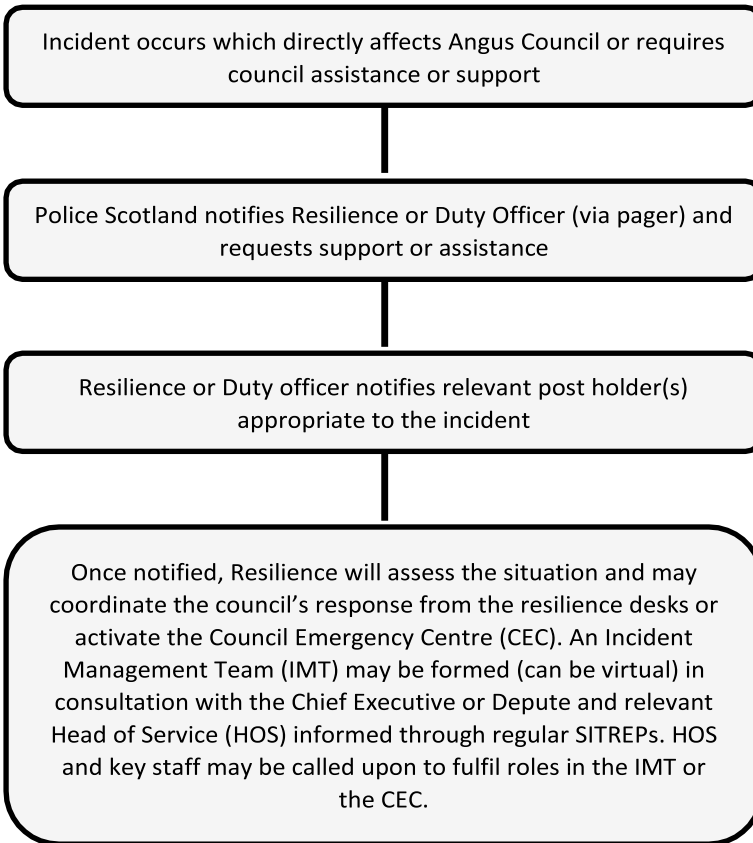 Incident occurs which directly affects Angus Council or requires
council assistance or support
Police Scotland notifies Resilience or Duty Officer (via pager) and
requests support or assistance
Resilience or Duty officer notifies relevant post holder(s)
appropriate to the incident
Once notified, Resilience will assess the situation and may
coordinate the council’s response from the resilience desks or
activate the Council Emergency Centre (CEC). An Incident
Management Team (IMT) may be formed (can be virtual) in
consultation with the Chief Executive or Depute and relevant
Head of Service (HOS) informed through regular SITREPs. HOS
and key staff may be called upon to fulfil roles in the IMT or
the CEC.